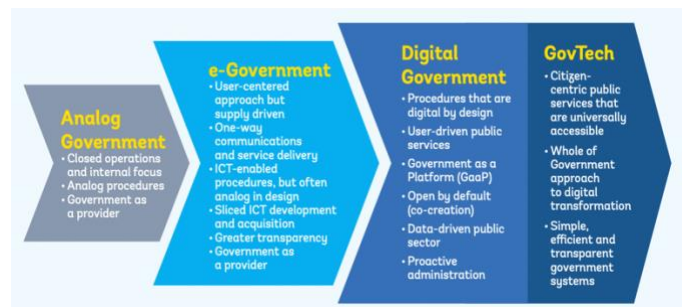 Analog
Government
• Closed operations
and internal focus
• Analog procedures
• Government as
a provider
e-Government
• User-centered
approach but
supply driven
• One-way
communications
and service delivery
• ICT-enabled
procedures, but often
analog in design
• Sliced ICT development
and acquisition
• Greater transparency
• Government as
a provider
Digital
Government
• Procedures that are
digital by design
• User-driven public
services
• Government as a
Platform (GaaP)
• Open by default
(co-creation)
• Data-driven public
sector
• Proactive
administration
GovTech
• Citizen-
centric public
services that
are universally
accessible
• Whole of
Government
approach
to digital
transformation
• Simple,
efficient and
transparent
government
systems